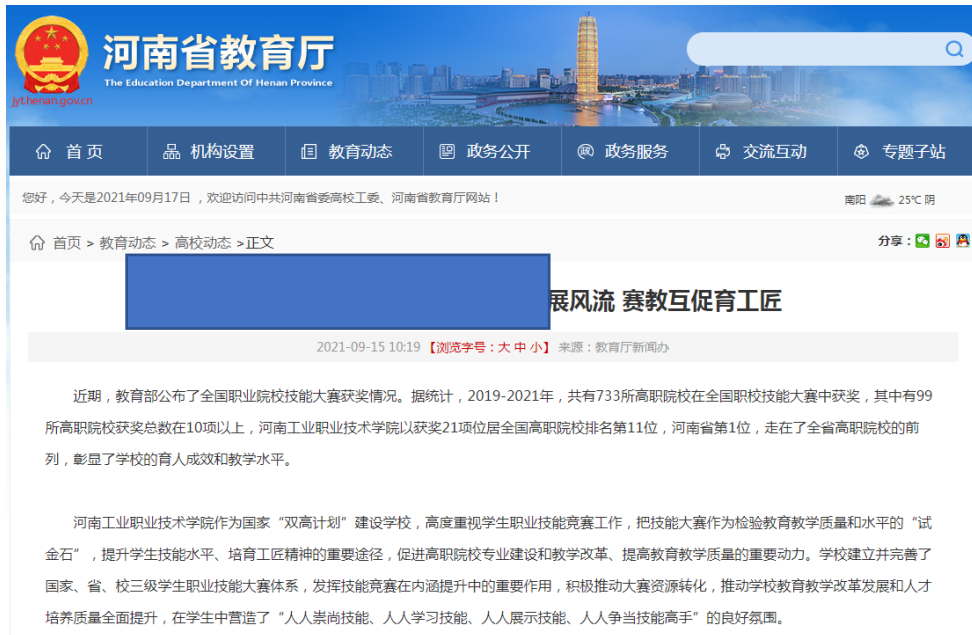 河南省教育厅
The Education Department Of Henan Province
jyt.henan.gov.cn
首页 机构设置 教育动态 政务公开 政务服务 交流互动 专题子站
您好，今天是2021年09月17日 ，欢迎访问中共河南省委高校工委、河南省教育厅网站！ 南阳 25℃ 阴
首页 > 教育动态 > 高校动态 >正文 分享：
展风流 赛教互促育工匠
2021-09-15 10:19 【浏览字号：大 中 小】 来源：教育厅新闻办
近期，教育部公布了全国职业院校技能大赛获奖情况。据统计，2019-2021年，共有733所高职院校在全国职校技能大赛中获奖，其中有99
所高职院校获奖总数在10项以上，河南工业职业技术学院以获奖21项位居全国高职院校排名第11位，河南省第1位，走在了全省高职院校的前
列，彰显了学校的育人成效和教学水平。
河南工业职业技术学院作为国家“双高计划”建设学校，高度重视学生职业技能竞赛工作，把技能大赛作为检验教育教学质量和水平的“试
金石”，提升学生技能水平、培育工匠精神的重要途径，促进高职院校专业建设和教学改革、提高教育教学质量的重要动力。学校建立并完善了
国家、省、校三级学生职业技能大赛体系，发挥技能竞赛在内涵提升中的重要作用，积极推动大赛资源转化，推动学校教育教学改革发展和人才
培养质量全面提升，在学生中营造了“人人崇尚技能、人人学习技能、人人展示技能、人人争当技能高手”的良好氛围。